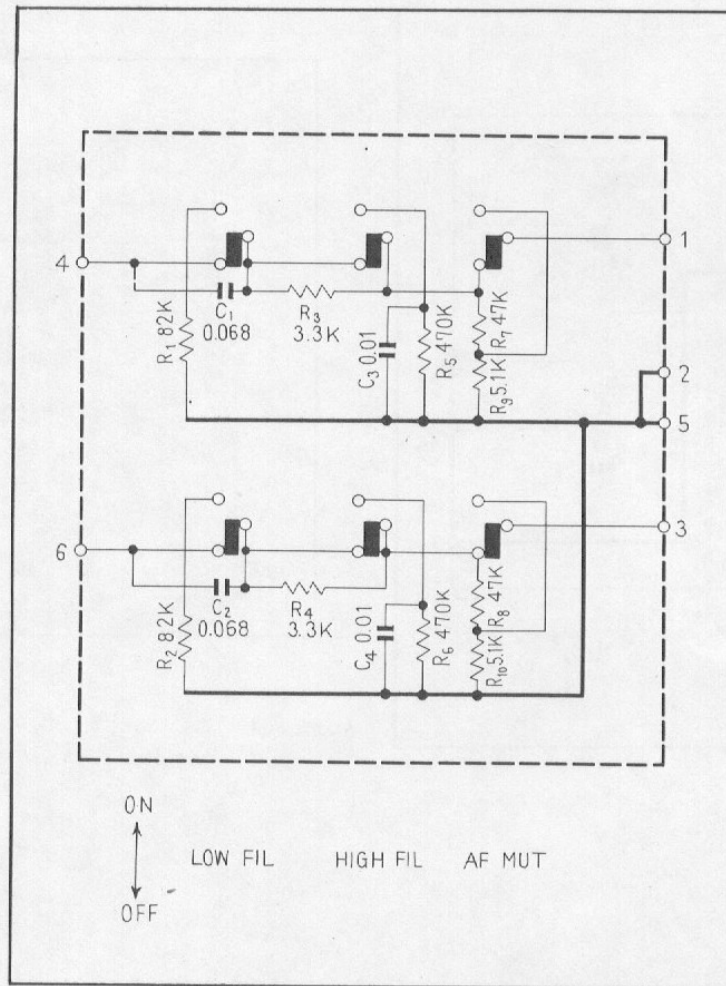 1
4
C₁
0.068
R₃
3.3K
R₁ 82K
C₃ 0.01
R₅ 470K
R₇ 47K
R₉ 5.1K
2
5
3
6
C₂
0.068
R₄
3.3K
R₂ 82K
C₄ 0.01
R₆ 470K
R₈ 47K
R₁₀ 5.1K
ON
OFF
LOW FIL HIGH FIL AF MUT